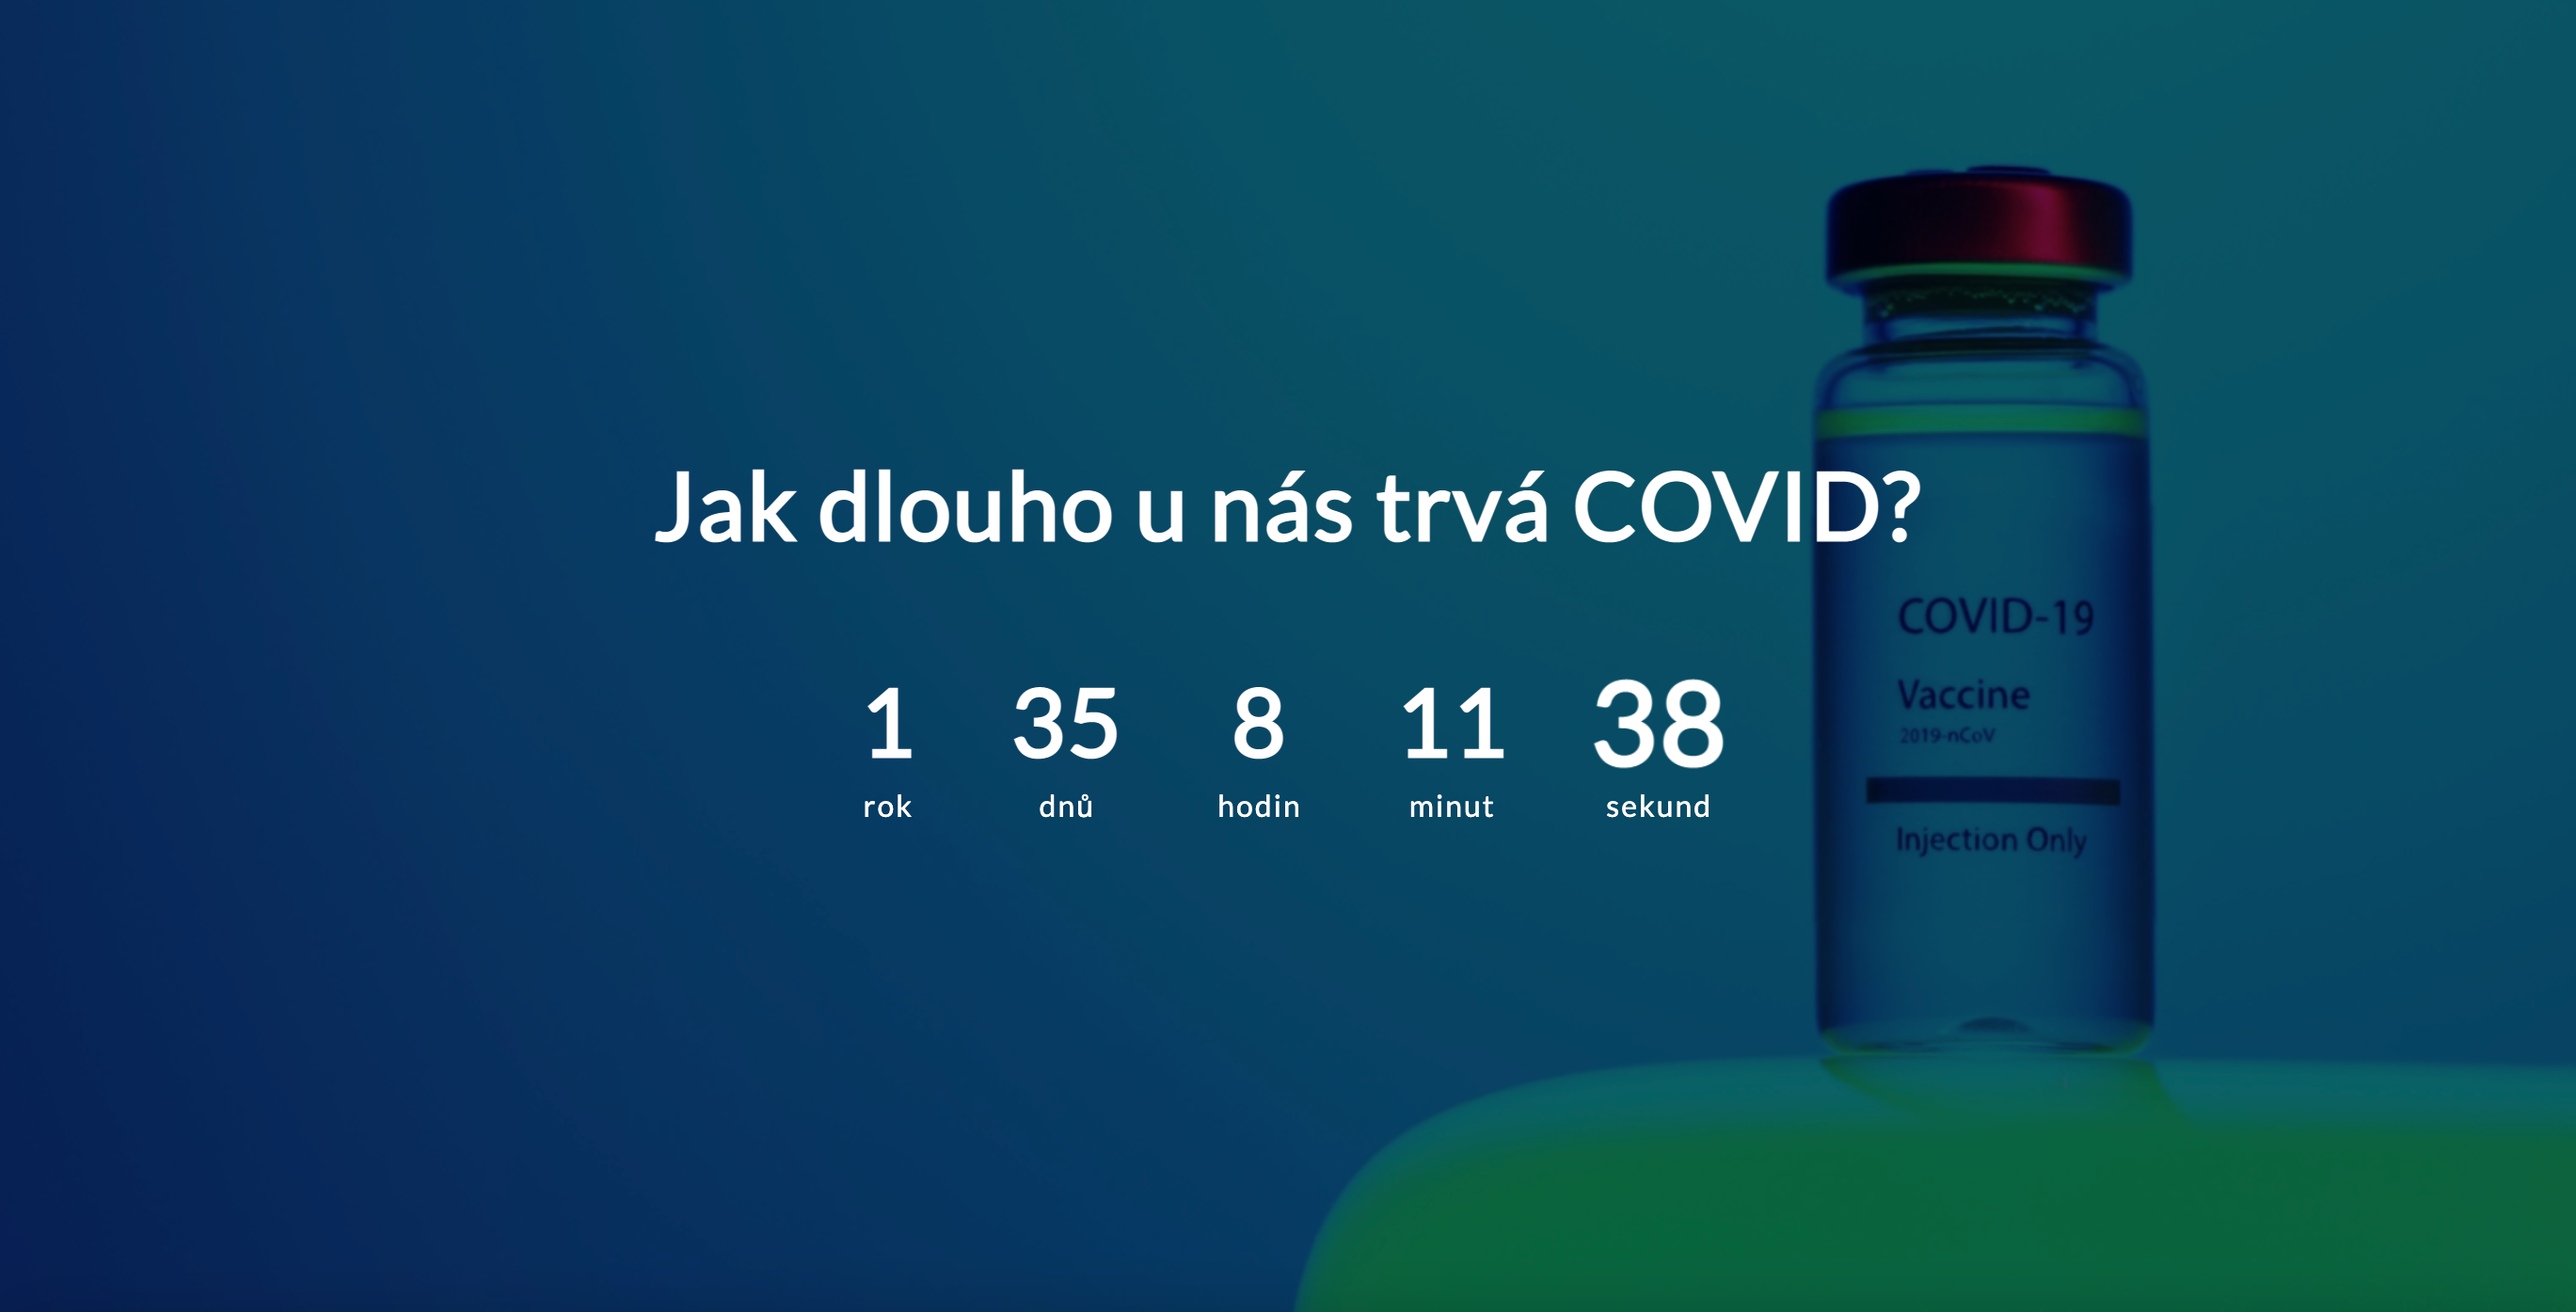 Jak dlouho u nás trvá COVID?
1 35 8 11 38
rok dnů hodin minut sekund
COVID-19
Vaccine
2019-nCoV
Injection Only